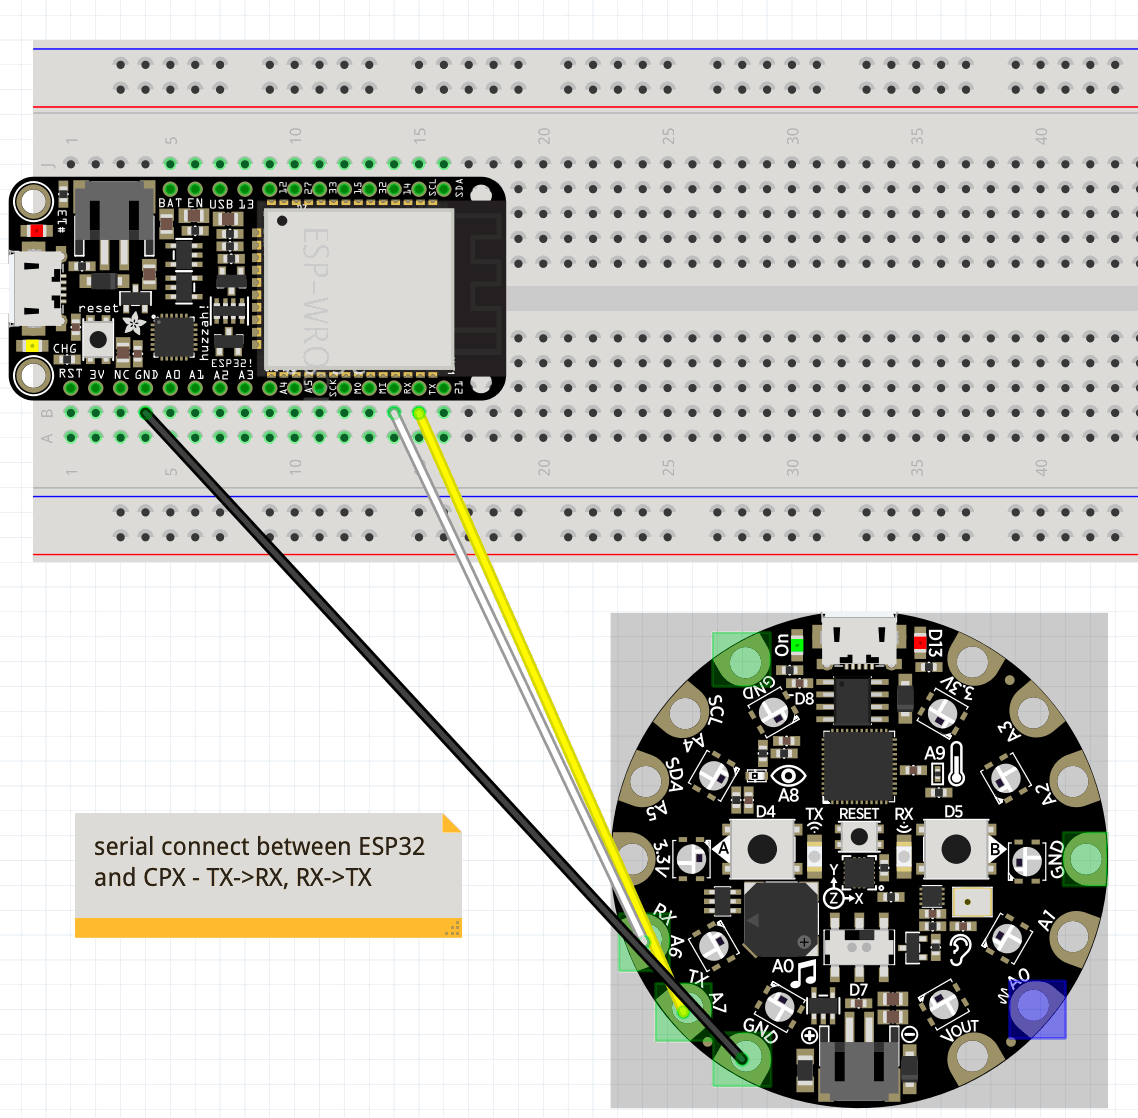 1 5 10 15 20 25 30 35 40
J
12 27 33 15 32 14 SCL SDA
BAT EN USB 13
#13
ESP-WRO
reset
huzzah!
ESP32!
CHG
RST 3V NC GND A0 A1 A2 A3 A4 A5 SCK MO MI RX TX 21
B
A
1 5 10 20 25 30 35 40
On
D13
GND
3.3V
D8
SCL
A4
A3
SDA
A5
A9
A8
A2
D4 TX RESET RX D5
serial connect between ESP32
and CPX - TX->RX, RX->TX
3.3V
A
B
GND
Y
Z X
RX
A6
A1
A0
TX
A7
D7
A0
GND
VOUT